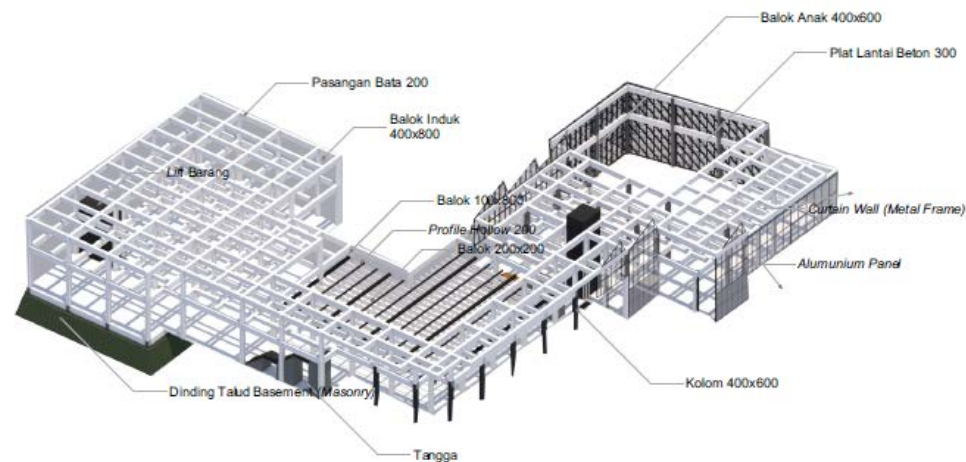 Balok Anak 400x600
Plat Lantai Beton 300
Pasangan Bata 200
Balok Induk
400x800
Lift Barang
Balok 100x800
Profile Hollow 200
Balok 200x200
Curtain Wall (Metal Frame)
Alumunium Panel
Kolom 400x600
Dinding Talud Basement (Masonry)
Tangga